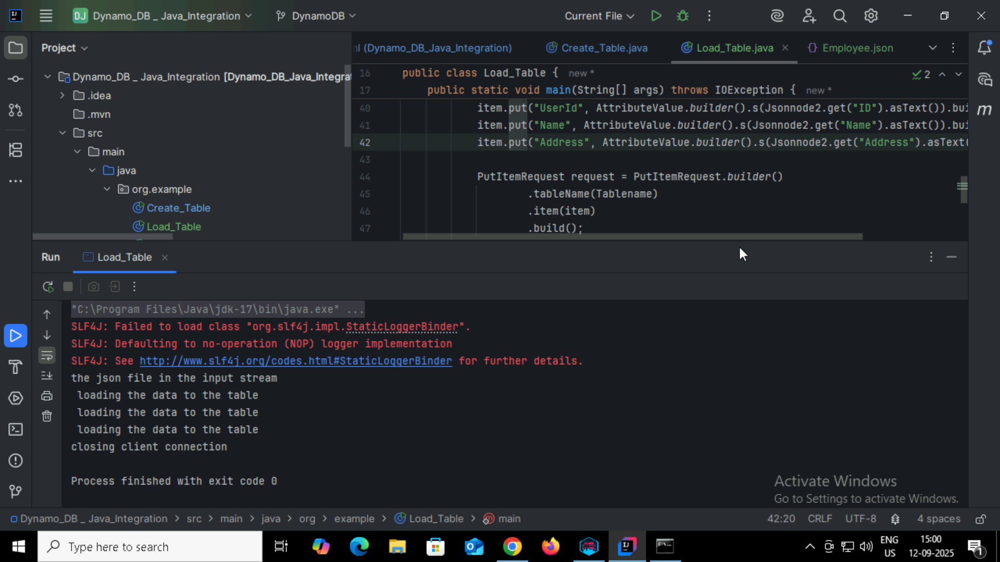 DJ Dynamo_DB _ Java_Integration DynamoDB Current File
Project
ml (Dynamo_DB_Java_Integration) Create_Table.java Load_Table.java Employee.json
Dynamo_DB _ Java_Integration [Dynamo_DB_Java_Integra
.idea
.mvn
src
main
java
org.example
Create_Table
Load_Table
16 public class Load_Table { new *
17 public static void main(String[] args) throws IOException { new *
2
40 item.put("UserId", AttributeValue.builder().s(Jsonnode2.get("ID").asText()).bui
41 item.put("Name", AttributeValue.builder().s(Jsonnode2.get("Name").asText()).bui
42 item.put("Address", AttributeValue.builder().s(Jsonnode2.get("Address").asText(
43
44 PutItemRequest request = PutItemRequest.builder()
45 .tableName(Tablename)
46 .item(item)
47 .build();
m
Run Load_Table
"C:\Program Files\Java\jdk-17\bin\java.exe" ...
SLF4J: Failed to load class "org.slf4j.impl.StaticLoggerBinder".
SLF4J: Defaulting to no-operation (NOP) logger implementation
SLF4J: See http://www.slf4j.org/codes.html#StaticLoggerBinder for further details.
the json file in the input stream
loading the data to the table
loading the data to the table
loading the data to the table
closing client connection
Process finished with exit code 0
Activate Windows
Go to Settings to activate Windows.
Dynamo_DB _ Java_Integration > src > main > java > org > example > Load_Table > main
42:20 CRLF UTF-8 4 spaces
Type here to search
ENG
US
15:00
12-09-2025
1